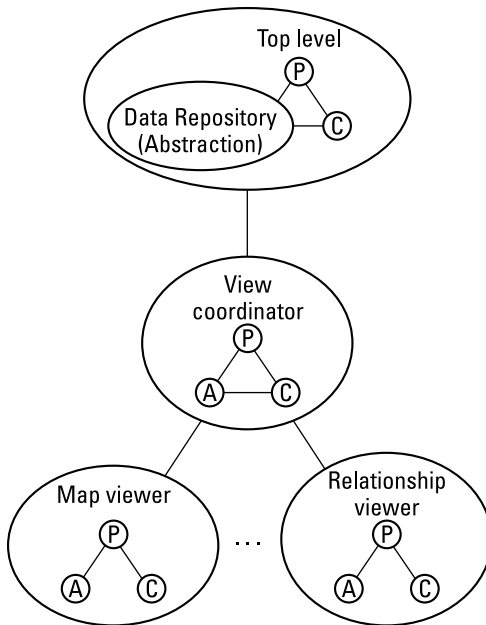 Top level
P
Data Repository
(Abstraction)
C
View
coordinator
P
A
C
Map viewer
P
A
C
...
Relationship
viewer
P
A
C